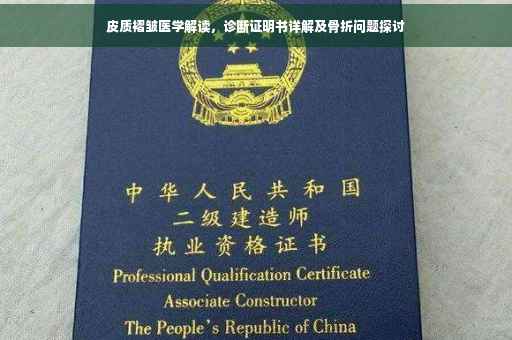 皮质褶皱医学解读，诊断证明书详解及骨折问题探讨
中华人民共和国
二级建造师
执业资格证书
Professional Qualification Certificate
Associate Constructor
The People's Republic of China